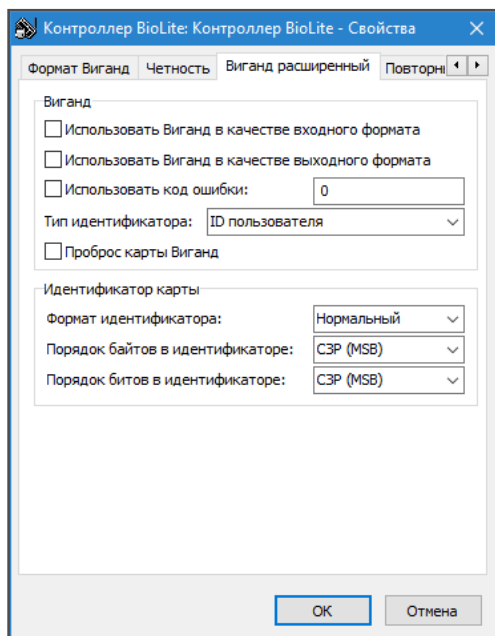 Контроллер BioLite: Контроллер BioLite - Свойства
Формат Виганд Четность Виганд расширенный Повторн
Виганд
Использовать Виганд в качестве входного формата
Использовать Виганд в качестве выходного формата
Использовать код ошибки: 0
Тип идентификатора: ID пользователя
Проброс карты Виганд
Идентификатор карты
Формат идентификатора: Нормальный
Порядок байтов в идентификаторе: СЗР (MSB)
Порядок битов в идентификаторе: СЗР (MSB)
OK Отмена